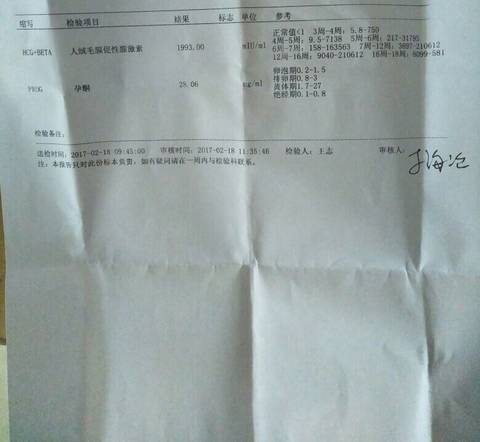 缩写 检验项目 结果 标志 单位 参考
HCG-BETA 人绒毛膜促性腺激素 1993.00 mIU/ml 正常值<1 3周-4周: 5.8-750
4周-5周: 9.5-7138 5周-6周: 217-31795
6周-7周: 158-163563 7周-12周: 3697-210612
12周-16周: 9040-210612 16周-18周: 8099-581
PROG 孕酮 28.06 ng/ml 卵泡期0.2-1.5
排卵期0.8-3
黄体期1.7-27
绝经期0.1-0.8
检验备注:
送检时间: 2017-02-18 09:45:00 审核时间: 2017-02-18 11:35:46 检验人: 王志 审核人:
注: 本报告只对此份标本负责, 如有疑问请在一周内与检验科联系。